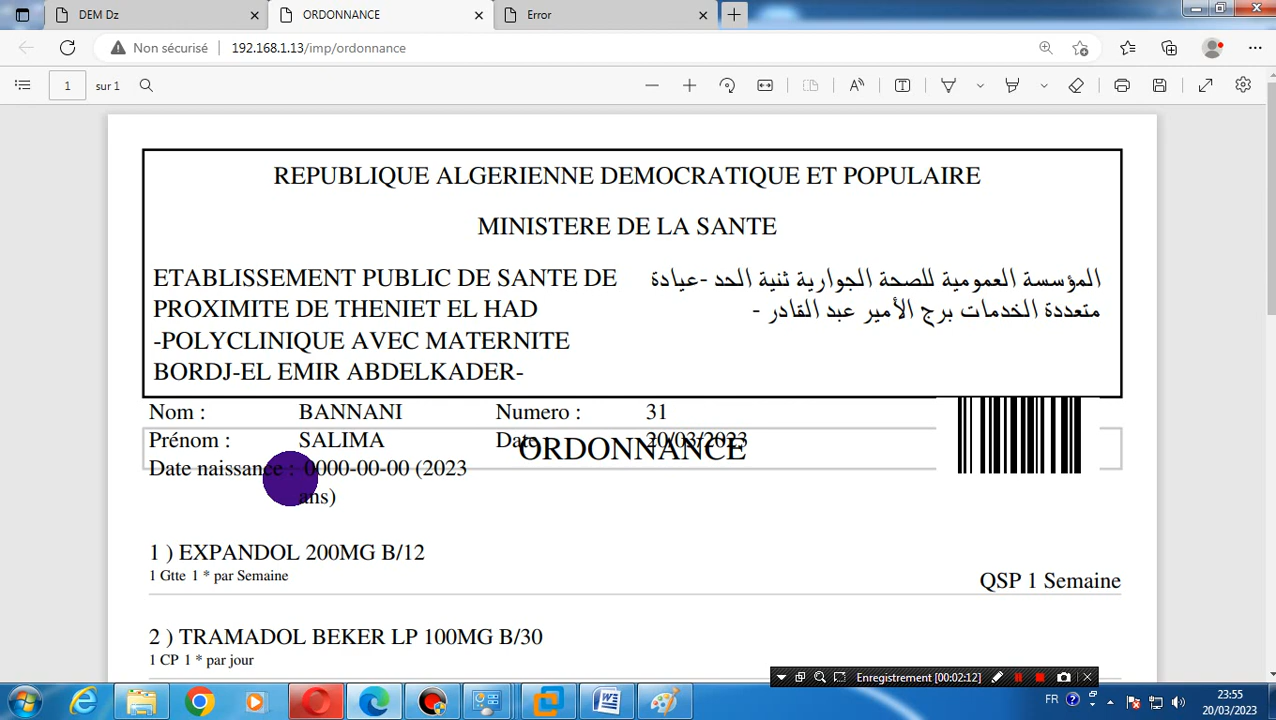 DEM Dz
ORDONNANCE
Error
Non sécurisé
192.168.1.13/imp/ordonnance
1 sur 1
REPUBLIQUE ALGERIENNE DEMOCRATIQUE ET POPULAIRE
MINISTERE DE LA SANTE
ETABLISSEMENT PUBLIC DE SANTE DE
PROXIMITE DE THENIET EL HAD
-POLYCLINIQUE AVEC MATERNITE
BORDJ-EL EMIR ABDELKADER-
المؤسسة العمومية للصحة الجوارية ثنية الحد -عيادة
متعددة الخدمات برج الأمير عبد القادر -
Nom : BANNANI Numero : 31
Prénom : SALIMA Date 20/03/2023
ORDONNANCE
Date naissance : 0000-00-00 (2023
ans)
1 ) EXPANDOL 200MG B/12
1 Gtte 1 * par Semaine
QSP 1 Semaine
2 ) TRAMADOL BEKER LP 100MG B/30
1 CP 1 * par jour
Enregistrement (00:02:12)
FR
23:55
20/03/2023